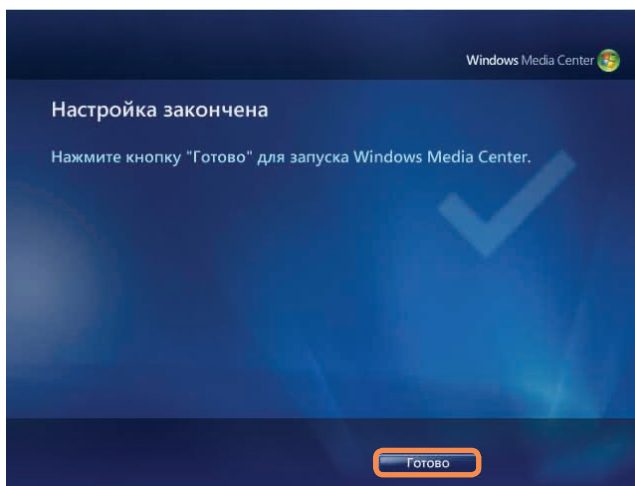 Windows Media Center
Настройка закончена
Нажмите кнопку "Готово" для запуска Windows Media Center.
Готово